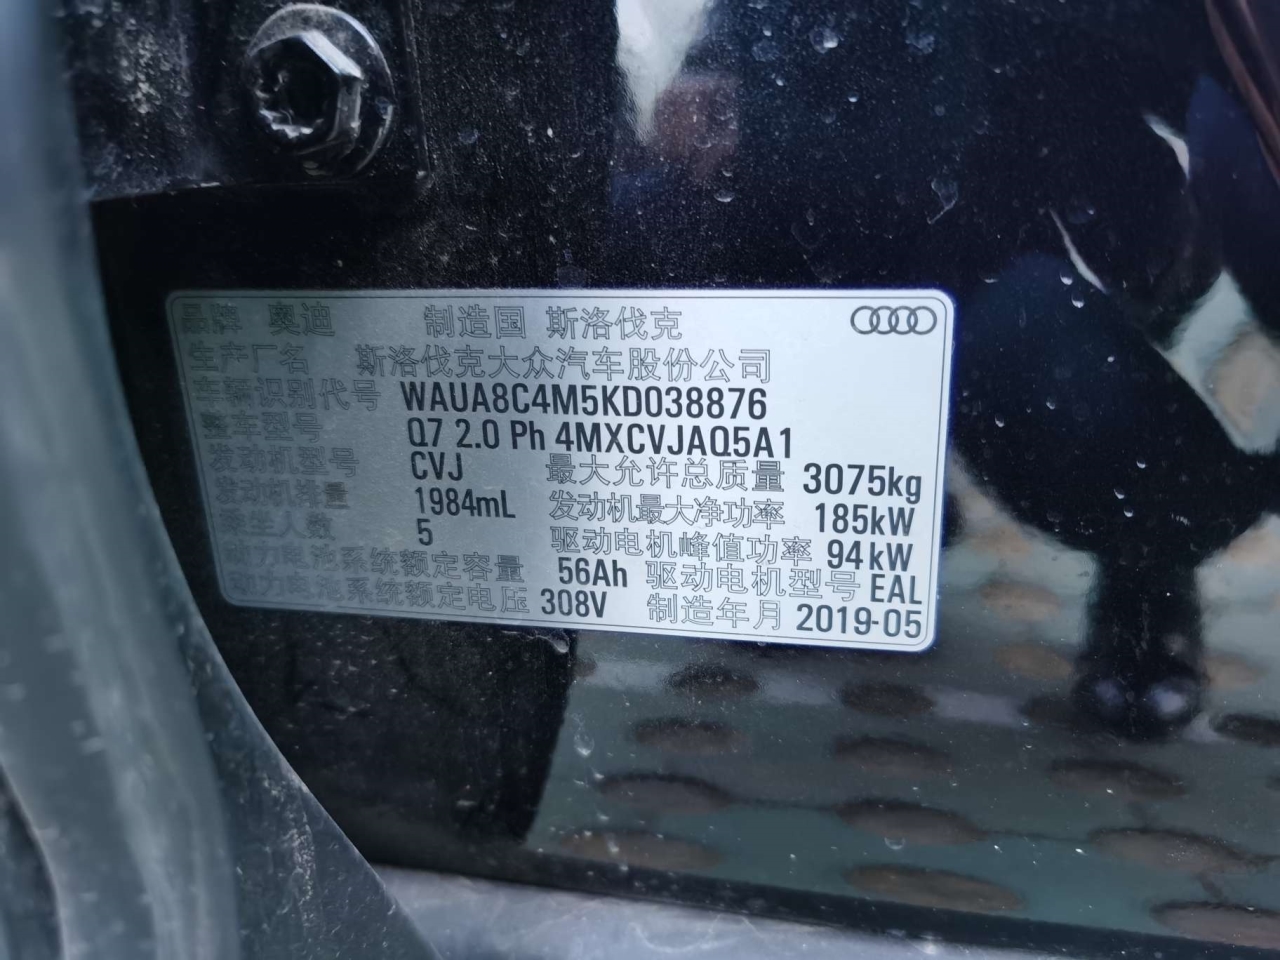 品牌 奥迪 制造国 斯洛伐克
生产厂名 斯洛伐克大众汽车股份公司
车辆识别代号 WAUA8C4M5KD038876
整车型号 Q7 2.0 Ph 4MXCVJAQ5A1
发动机型号 CVJ 最大允许总质量 3075kg
发动机排量 1984mL 发动机最大净功率 185kW
乘坐人数 5 驱动电机峰值功率 94kW
动力电池系统额定容量 56Ah 驱动电机型号 EAL
动力电池系统额定电压 308V 制造年月 2019-05